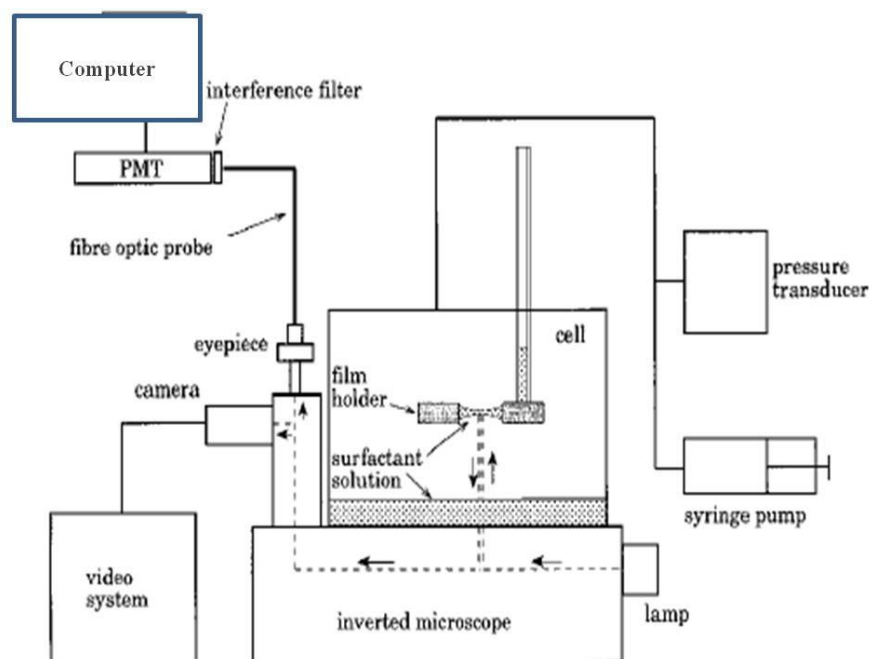 Computer
interference filter
PMT
fibre optic probe
eyepiece
camera
film
holder
cell
pressure
transducer
surfactant
solution
syringe pump
video
system
inverted microscope
lamp